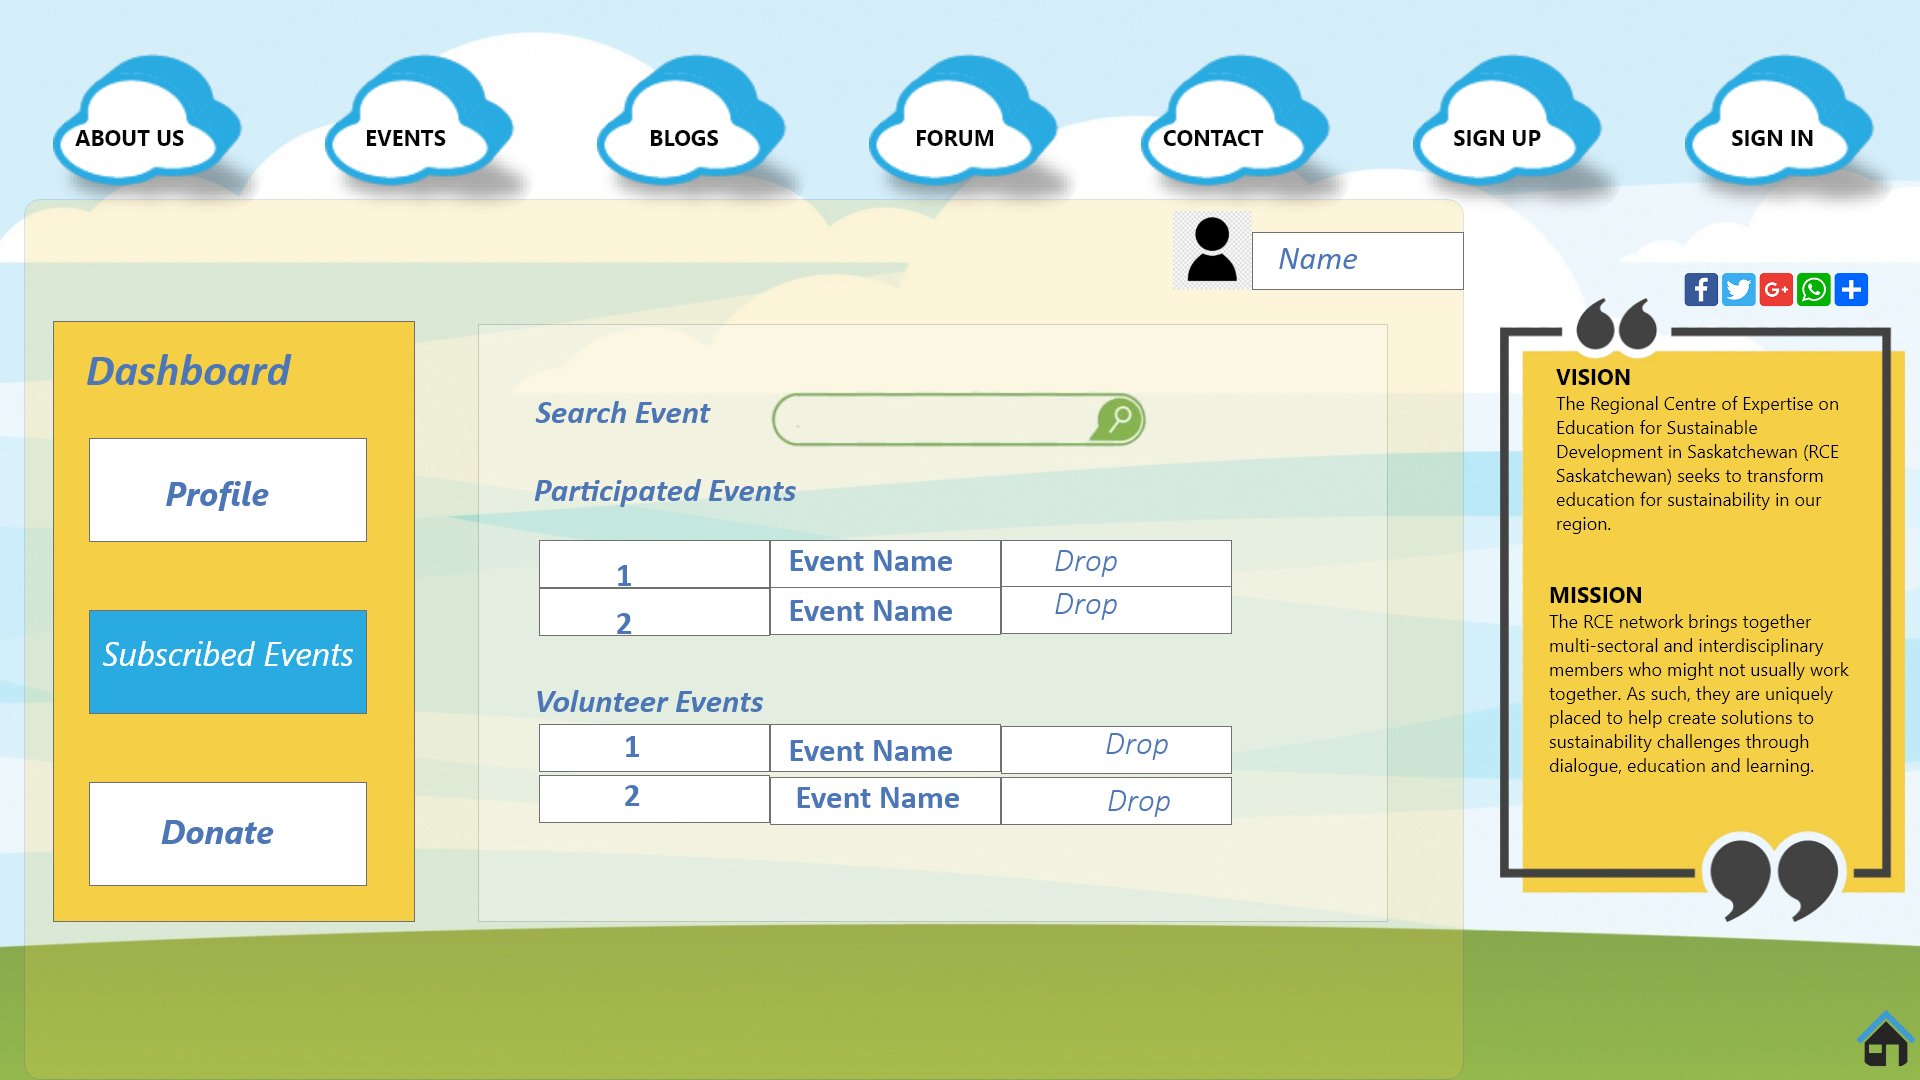 ABOUT US
EVENTS
BLOGS
FORUM
CONTACT
SIGN UP
SIGN IN
Name
Dashboard
Profile
Subscribed Events
Donate
Search Event
Participated Events
1 Event Name Drop
2 Event Name Drop
Volunteer Events
1 Event Name Drop
2 Event Name Drop
G+
VISION
The Regional Centre of Expertise on
Education for Sustainable
Development in Saskatchewan (RCE
Saskatchewan) seeks to transform
education for sustainability in our
region.
MISSION
The RCE network brings together
multi-sectoral and interdisciplinary
members who might not usually work
together. As such, they are uniquely
placed to help create solutions to
sustainability challenges through
dialogue, education and learning.